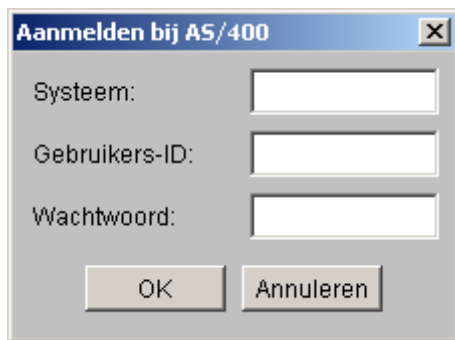 Aanmelden bij AS/400
Systeem:
Gebruikers-ID:
Wachtwoord:
OK Annuleren